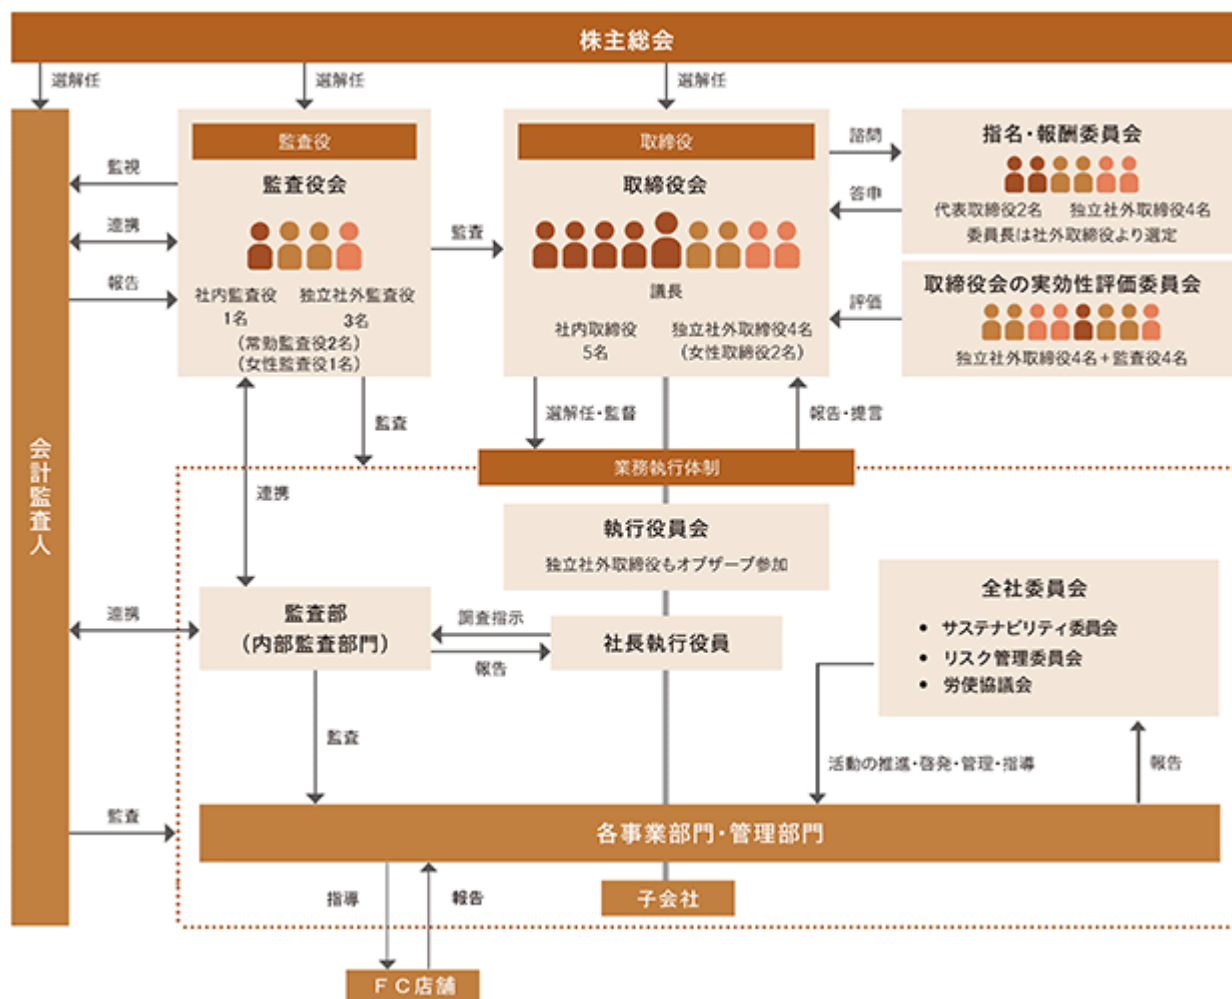 株主総会
選解任
選解任
選解任
監査役
監査役会
社内監査役
1名
独立社外監査役
3名
(常勤監査役2名)
(女性監査役1名)
監視
連携
報告
監査
取締役
取締役会
議長
社内取締役
5名
独立社外取締役4名
(女性取締役2名)
諮問
答申
評価
指名・報酬委員会
代表取締役2名 独立社外取締役4名
委員長は社外取締役より選定
取締役会の実効性評価委員会
独立社外取締役4名+監査役4名
会計監査人
監査
選解任・監督
報告・提言
業務執行体制
連携
執行役員会
独立社外取締役もオブザーブ参加
連携
監査部
(内部監査部門)
調査指示
報告
社長執行役員
全社委員会
• サステナビリティ委員会
• リスク管理委員会
• 労使協議会
監査
活動の推進・啓発・管理・指導
報告
監査
各事業部門・管理部門
子会社
指導
報告
FC店舗